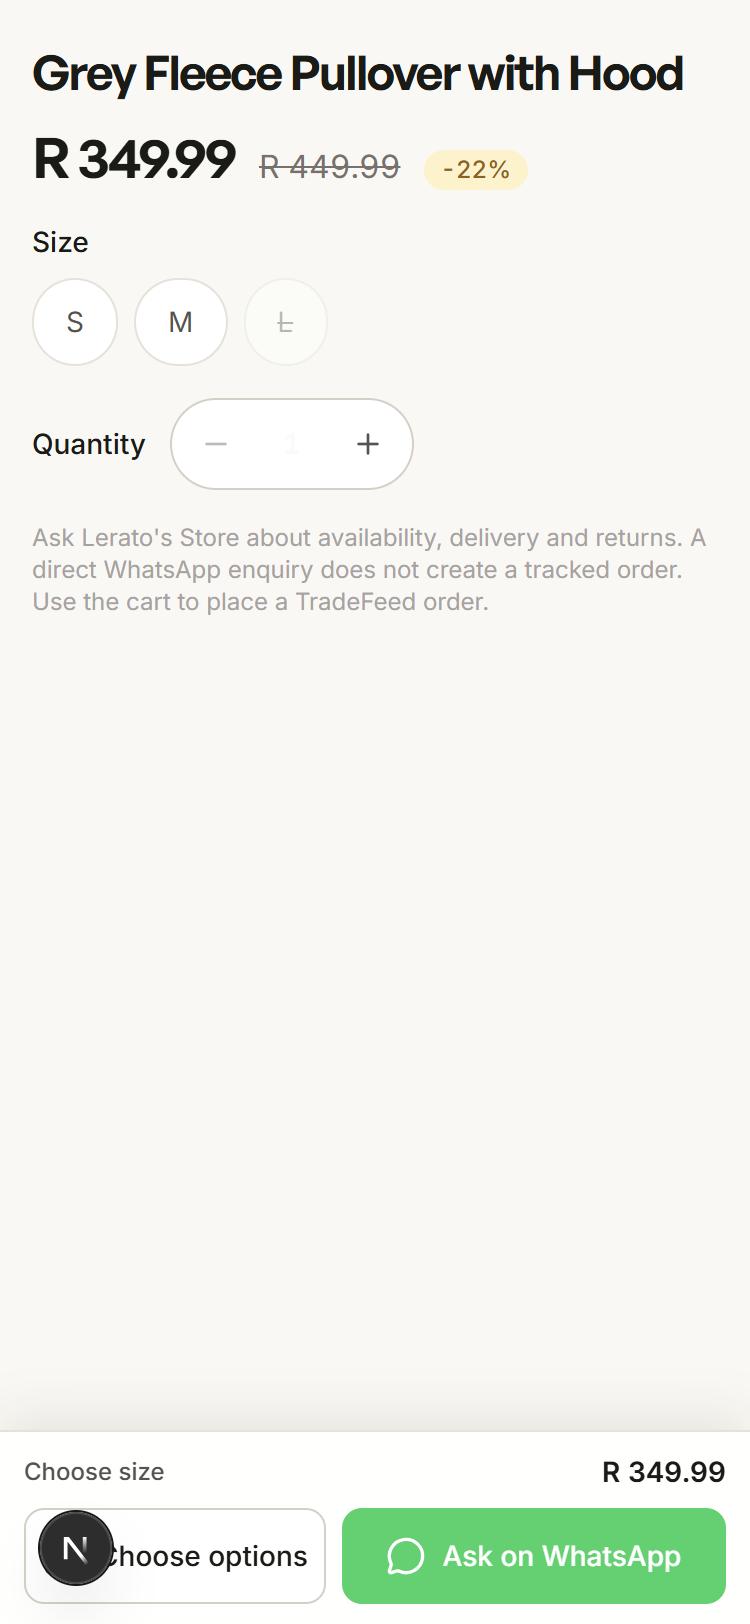 Grey Fleece Pullover with Hood
R 349.99 R 449.99 -22%
Size
S M L
Quantity 1
Ask Lerato's Store about availability, delivery and returns. A
direct WhatsApp enquiry does not create a tracked order.
Use the cart to place a TradeFeed order.
Choose size R 349.99
N Choose options Ask on WhatsApp